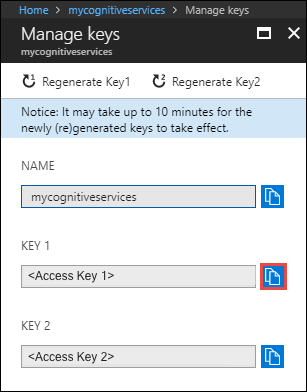 Home > mycognitiveservices > Manage keys
Manage keys
mycognitiveservices
1 Regenerate Key1 2 Regenerate Key2
Notice: It may take up to 10 minutes for the
newly (re)generated keys to take effect.
NAME
mycognitiveservices
KEY 1
<Access Key 1>
KEY 2
<Access Key 2>